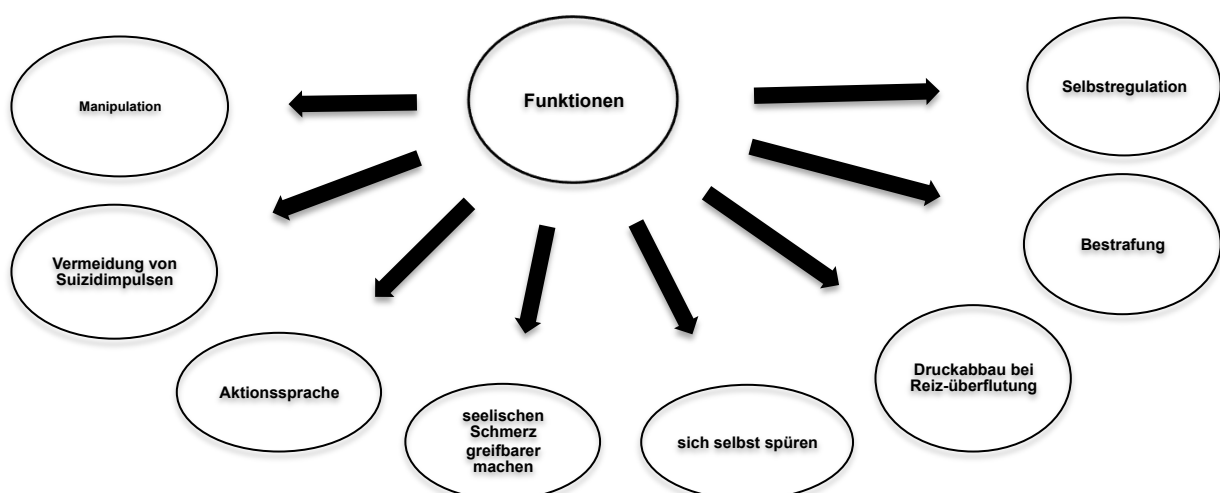 Funktionen
Manipulation
Selbstregulation
Vermeidung von
Suizidimpulsen
Bestrafung
Aktionssprache
Druckabbau bei
Reiz-überflutung
seelischen
Schmerz
greifbarer
machen
sich selbst spüren